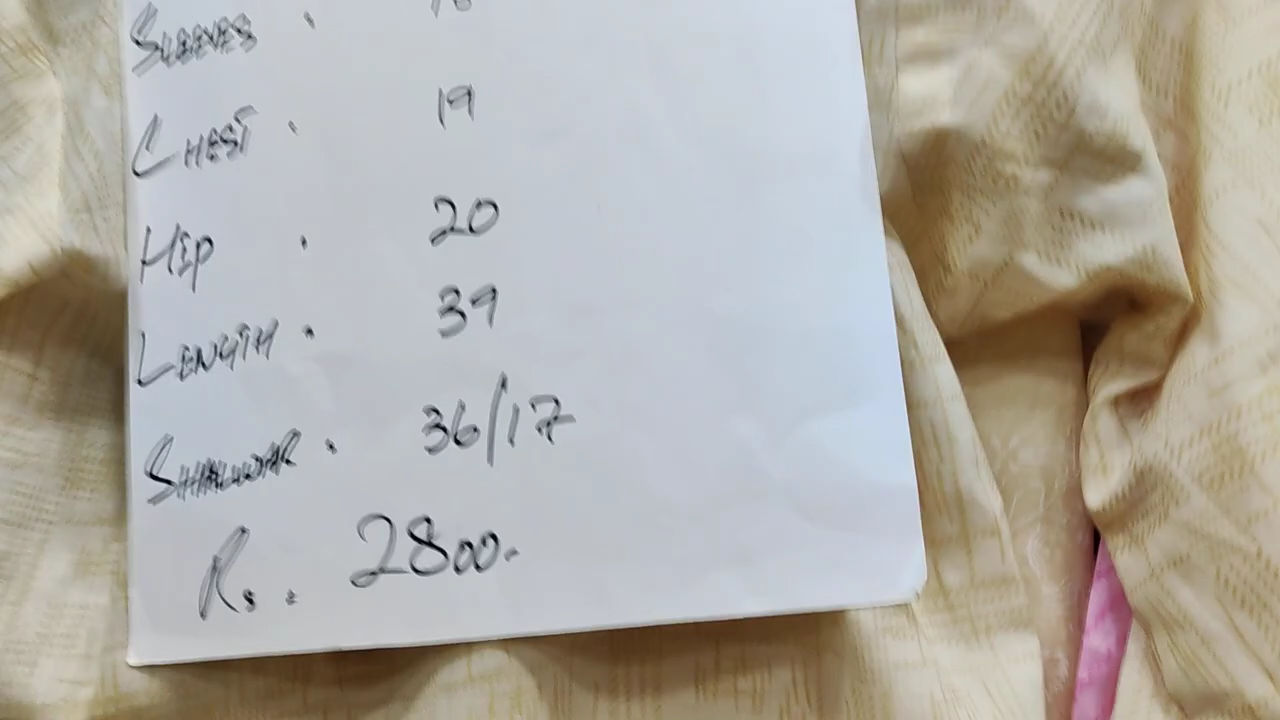 SLEEVES :
CHEST : 19
HIP : 20
LENGTH : 39
SHALWAR : 36/17
Rs. 2800-